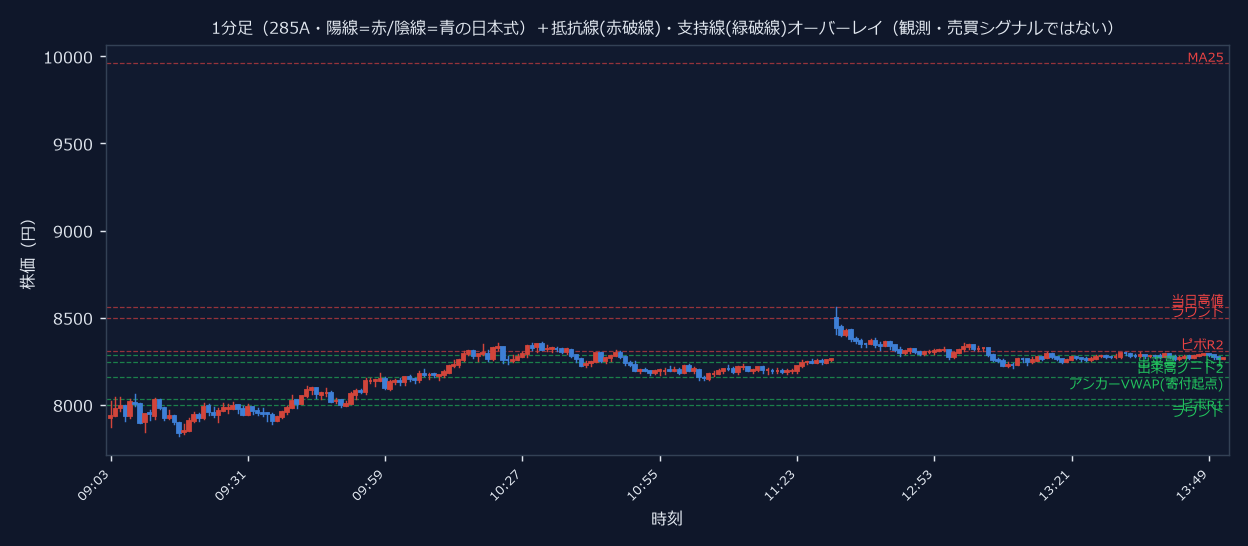 1分足（285A・陽線=赤/陰線=青の日本式）＋抵抗線(赤破線)・支持線(緑破線)オーバーレイ（観測・売買シグナルではない）
10000
9500
9000
8500
8000
株価（円）
MA25
当日高値
ラウンド
ピボR2
出来高ノード2
アンカーVWAP(寄付起点)
ピボR1
ラウンド
09:03
09:31
09:59
10:27
10:55
11:23
12:53
13:21
13:49
時刻